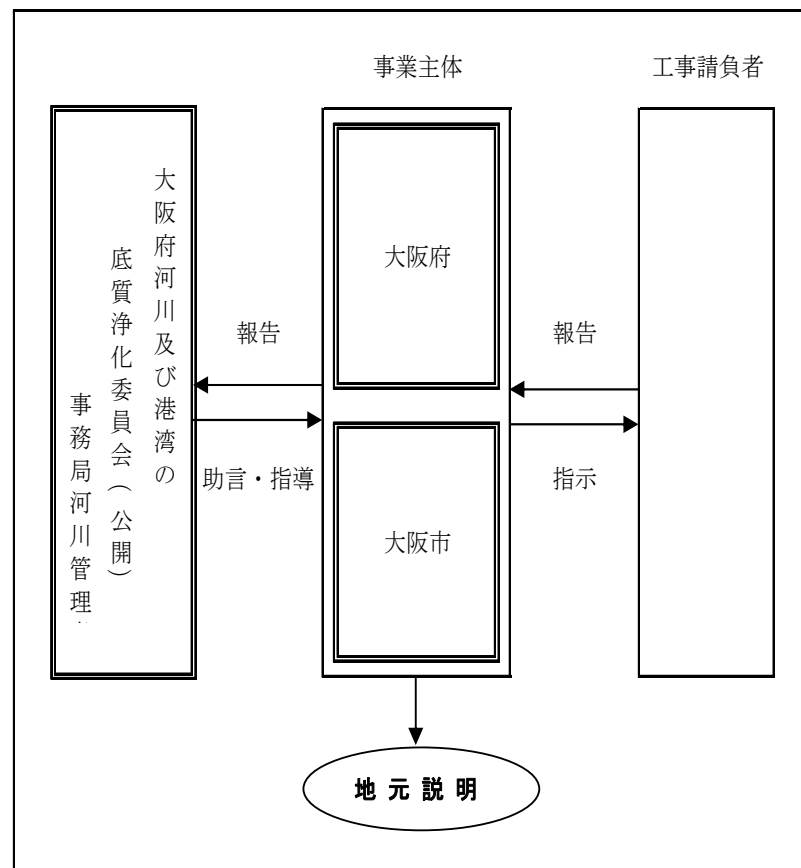 事業主体
工事請負者
大阪府河川及び港湾の
底質浄化委員会(公開)
事務局河川管理
大阪府
報告
報告
助言・指導
指示
大阪市
地元説明